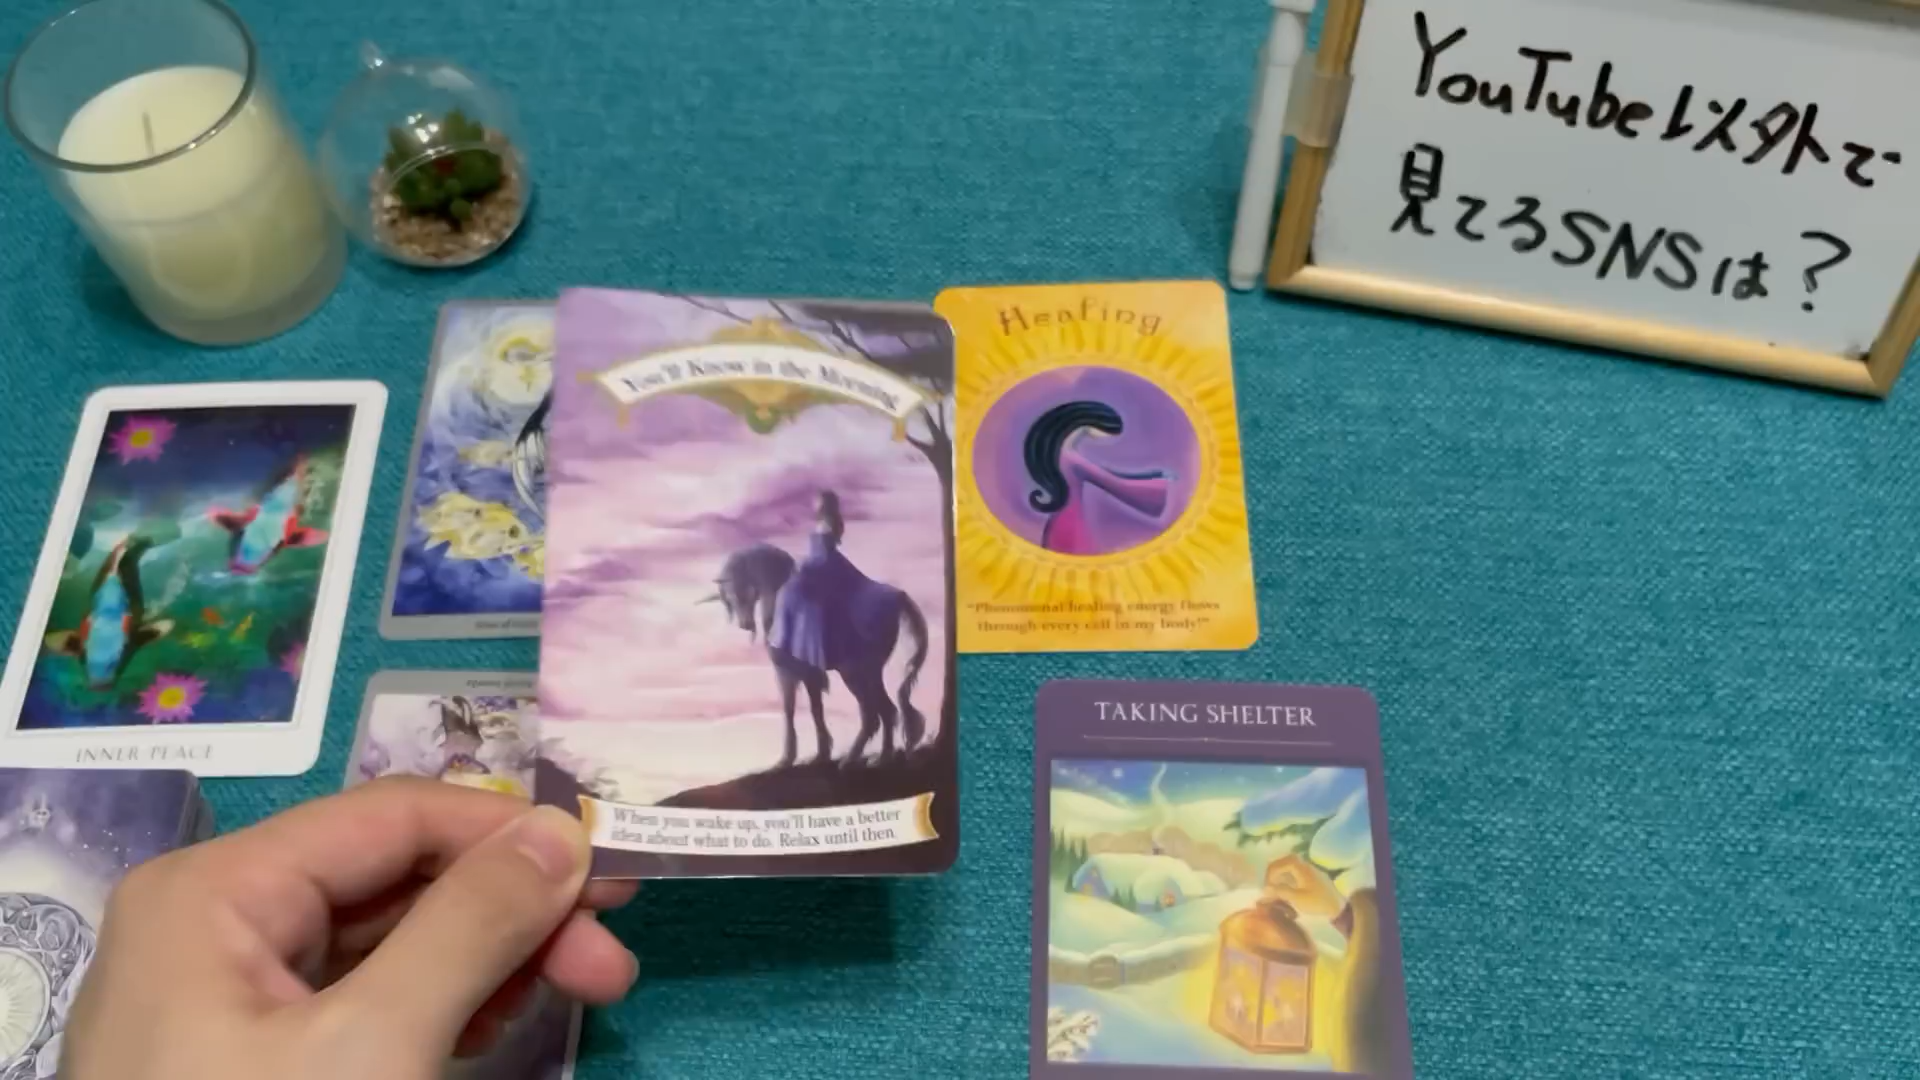 YouTube以外で
見てるSNSは?
You'll Know in the Morning
Healing
"Phenomenal healing energy flows
through every cell in my body!"
INNER PEACE
TAKING SHELTER
When you wake up, you'll have a better
idea about what to do. Relax until then.